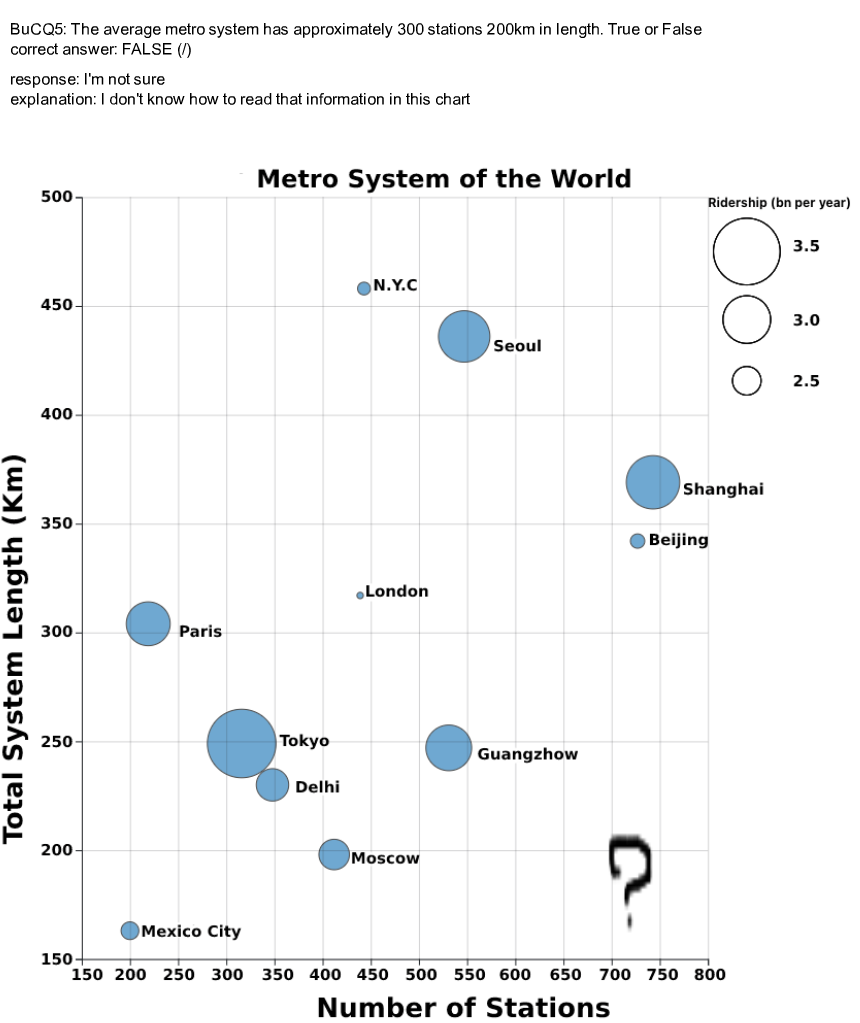 BuCQ5: The average metro system has approximately 300 stations 200km in length. True or False
correct answer: FALSE (/)
response: I'm not sure
explanation: I don't know how to read that information in this chart
Metro System of the World
Ridership (bn per year)
3.5
3.0
2.5
500
450
400
350
300
250
200
150
Total System Length (Km)
N.Y.C
Seoul
Shanghai
Beijing
London
Paris
Tokyo
Guangzhow
Delhi
Moscow
Mexico City
?
150 200 250 300 350 400 450 500 550 600 650 700 750 800
Number of Stations